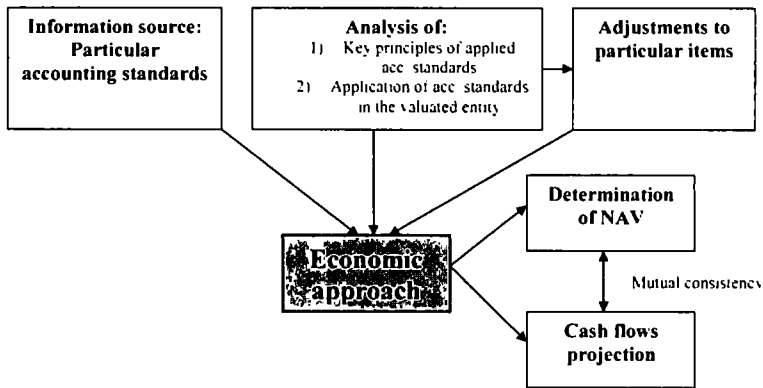 Information source:
Particular
accounting standards
Analysis of:
1) Key principles of applied
acc standards
2) Application of acc standards
in the valuated entity
Adjustments to
particular items
Economic
approach
Determination
of NAV
Mutual consistency
Cash flows
projection